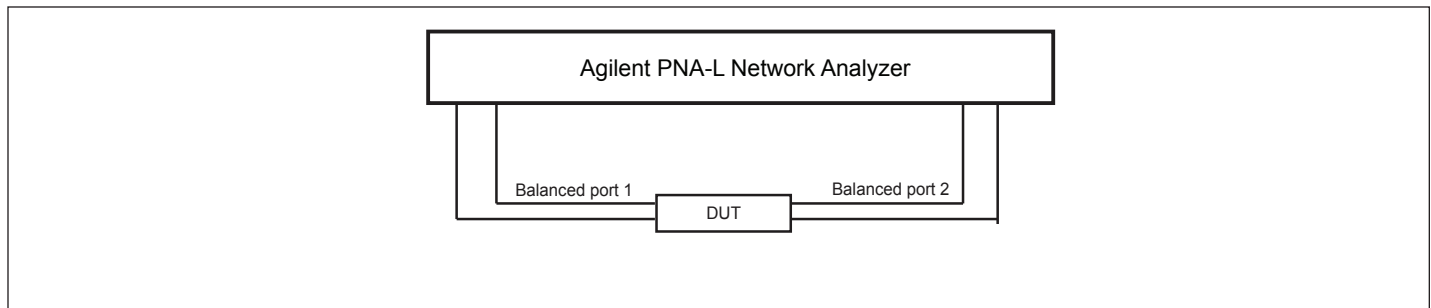 Agilent PNA-L Network Analyzer
Balanced port 1
Balanced port 2
DUT